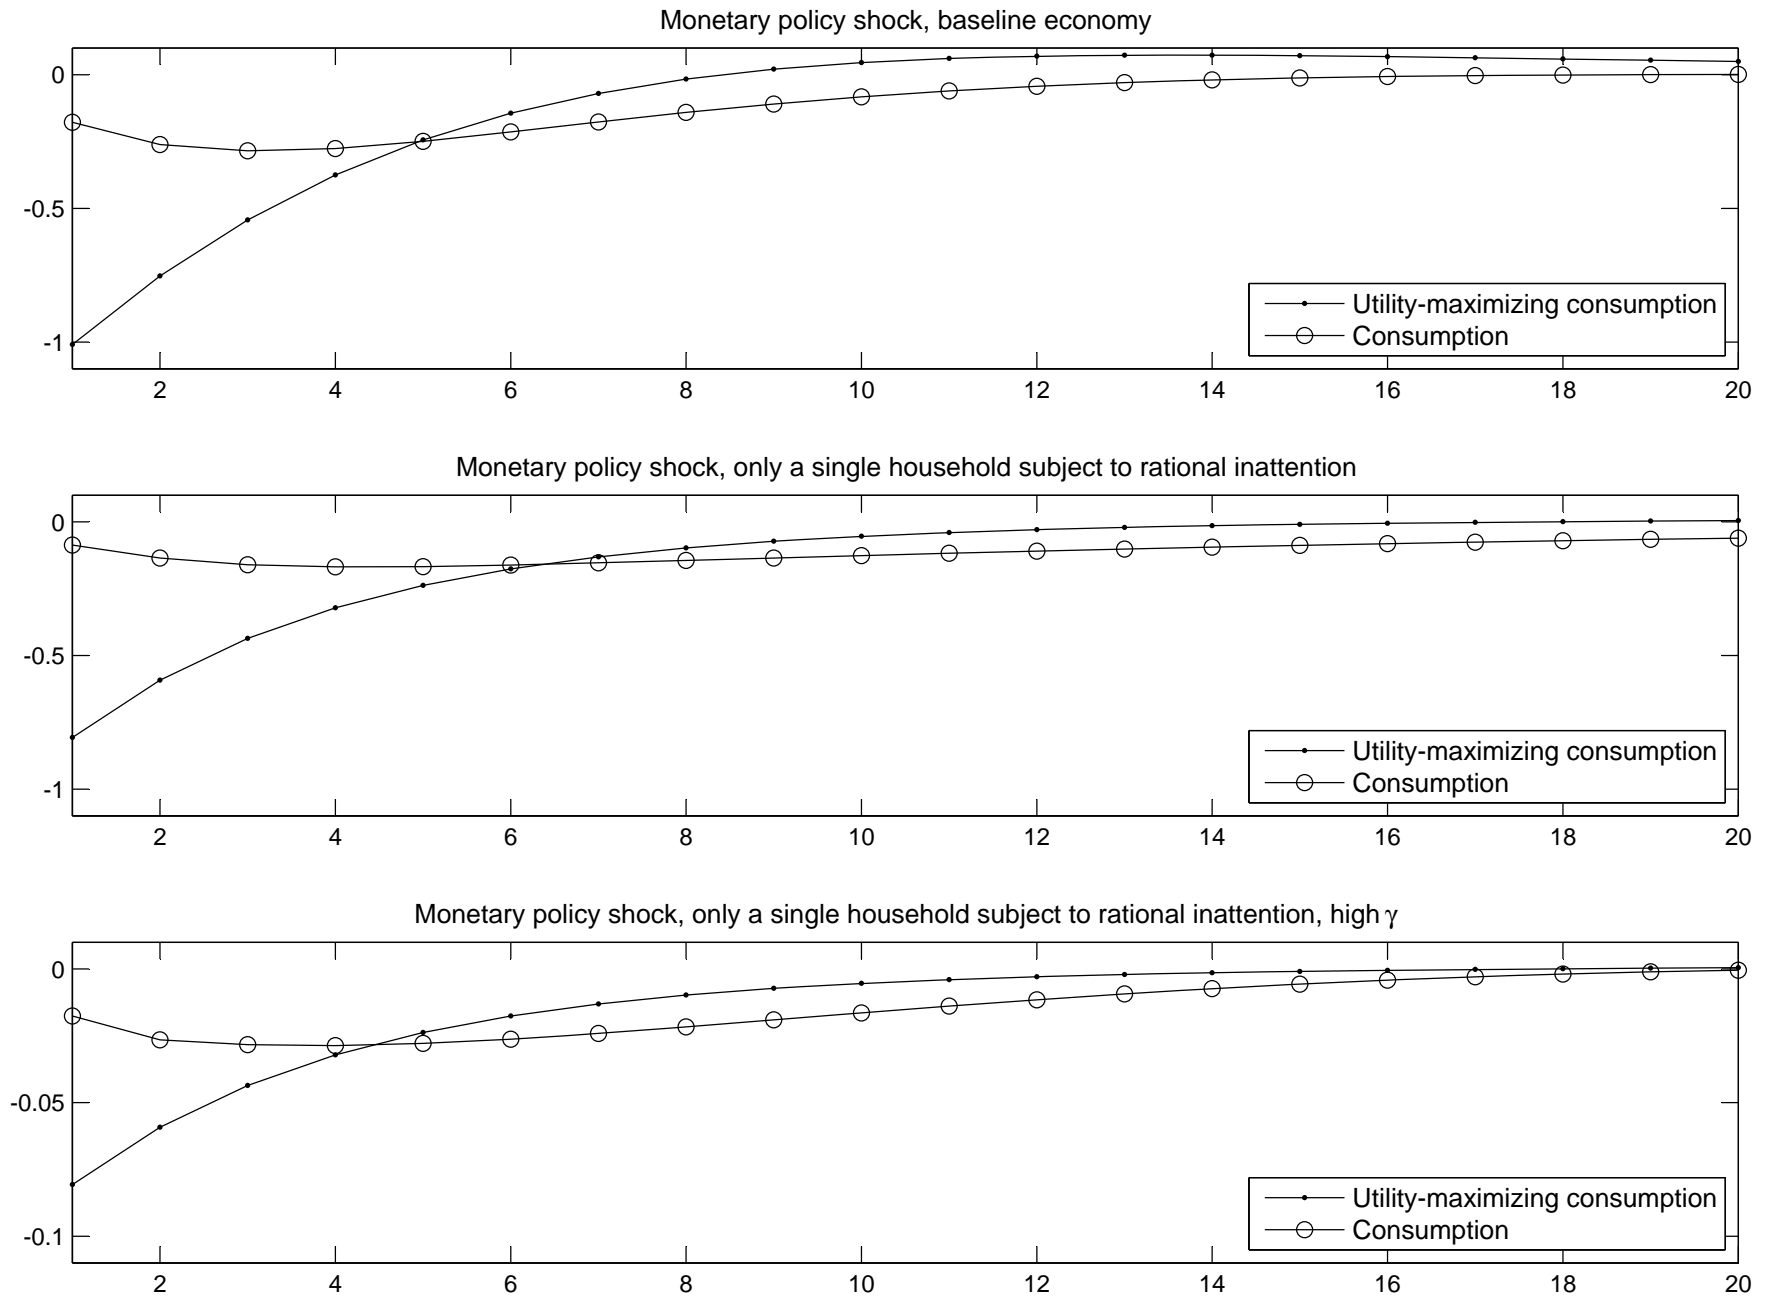 Monetary policy shock, baseline economy
0
-0.5
-1
Utility-maximizing consumption
Consumption
2 4 6 8 10 12 14 16 18 20
Monetary policy shock, only a single household subject to rational inattention
0
-0.5
-1
Utility-maximizing consumption
Consumption
2 4 6 8 10 12 14 16 18 20
Monetary policy shock, only a single household subject to rational inattention, high γ
0
-0.05
-0.1
Utility-maximizing consumption
Consumption
2 4 6 8 10 12 14 16 18 20